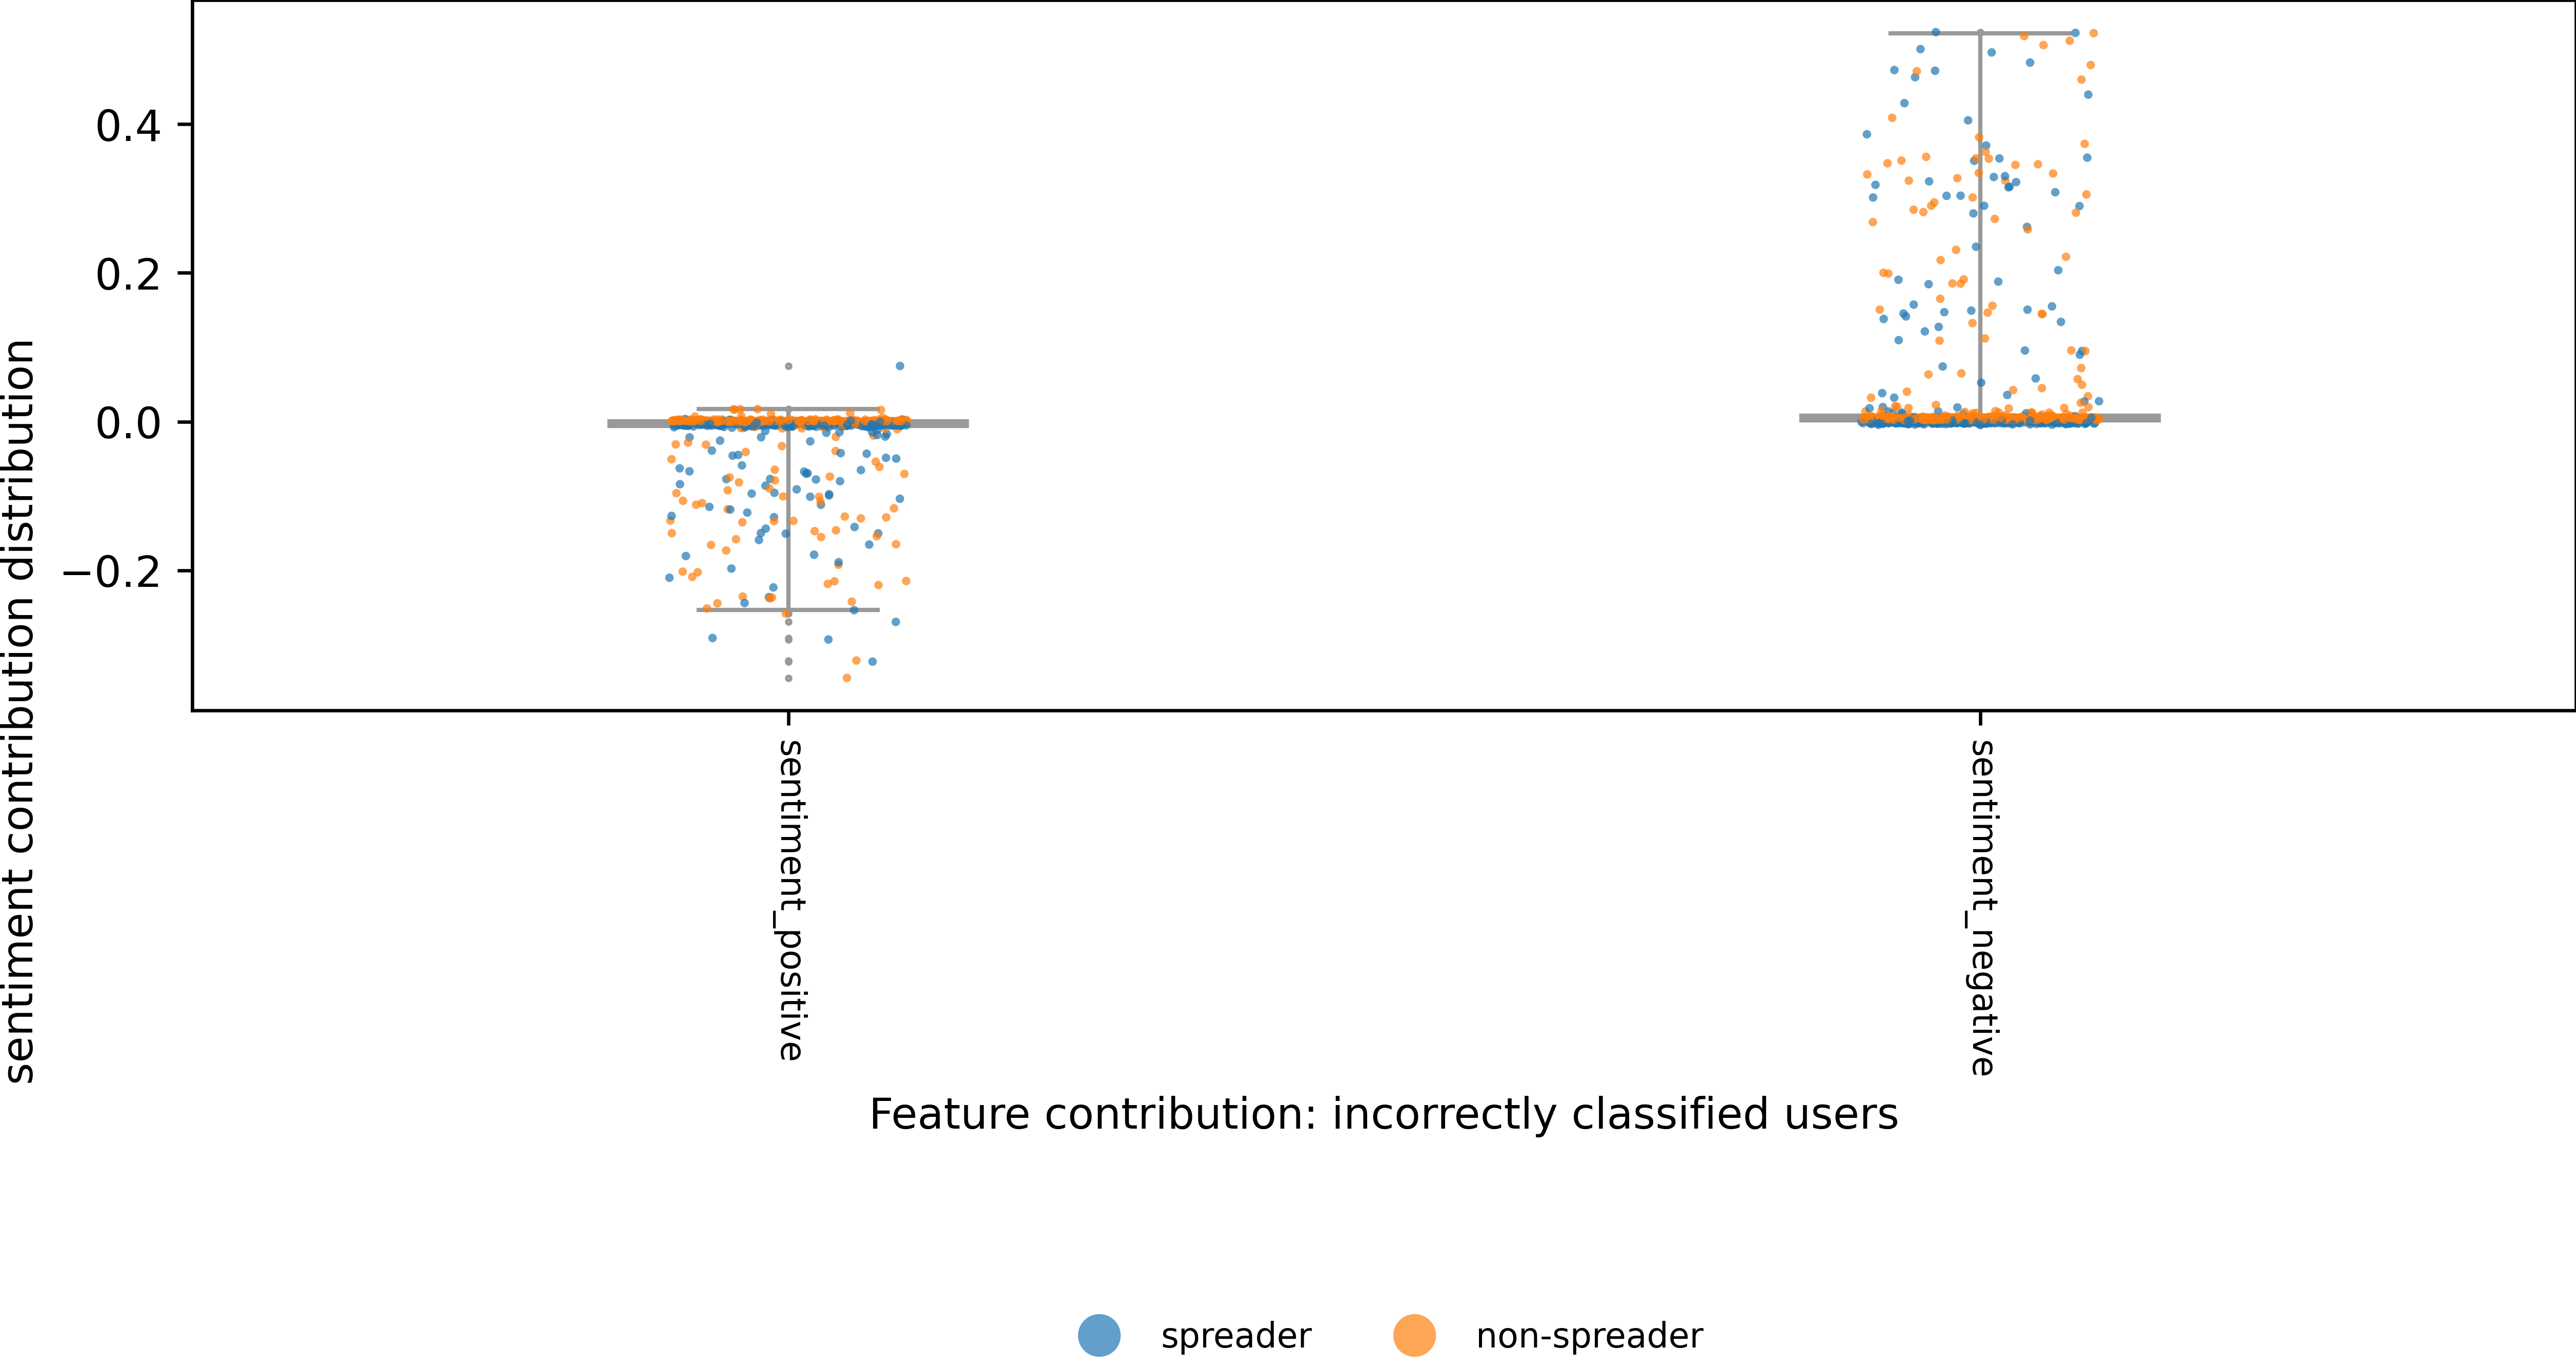 sentiment contribution distribution
0.4
0.2
0.0
−0.2
sentiment_positive
sentiment_negative
Feature contribution: incorrectly classified users
spreader
non-spreader